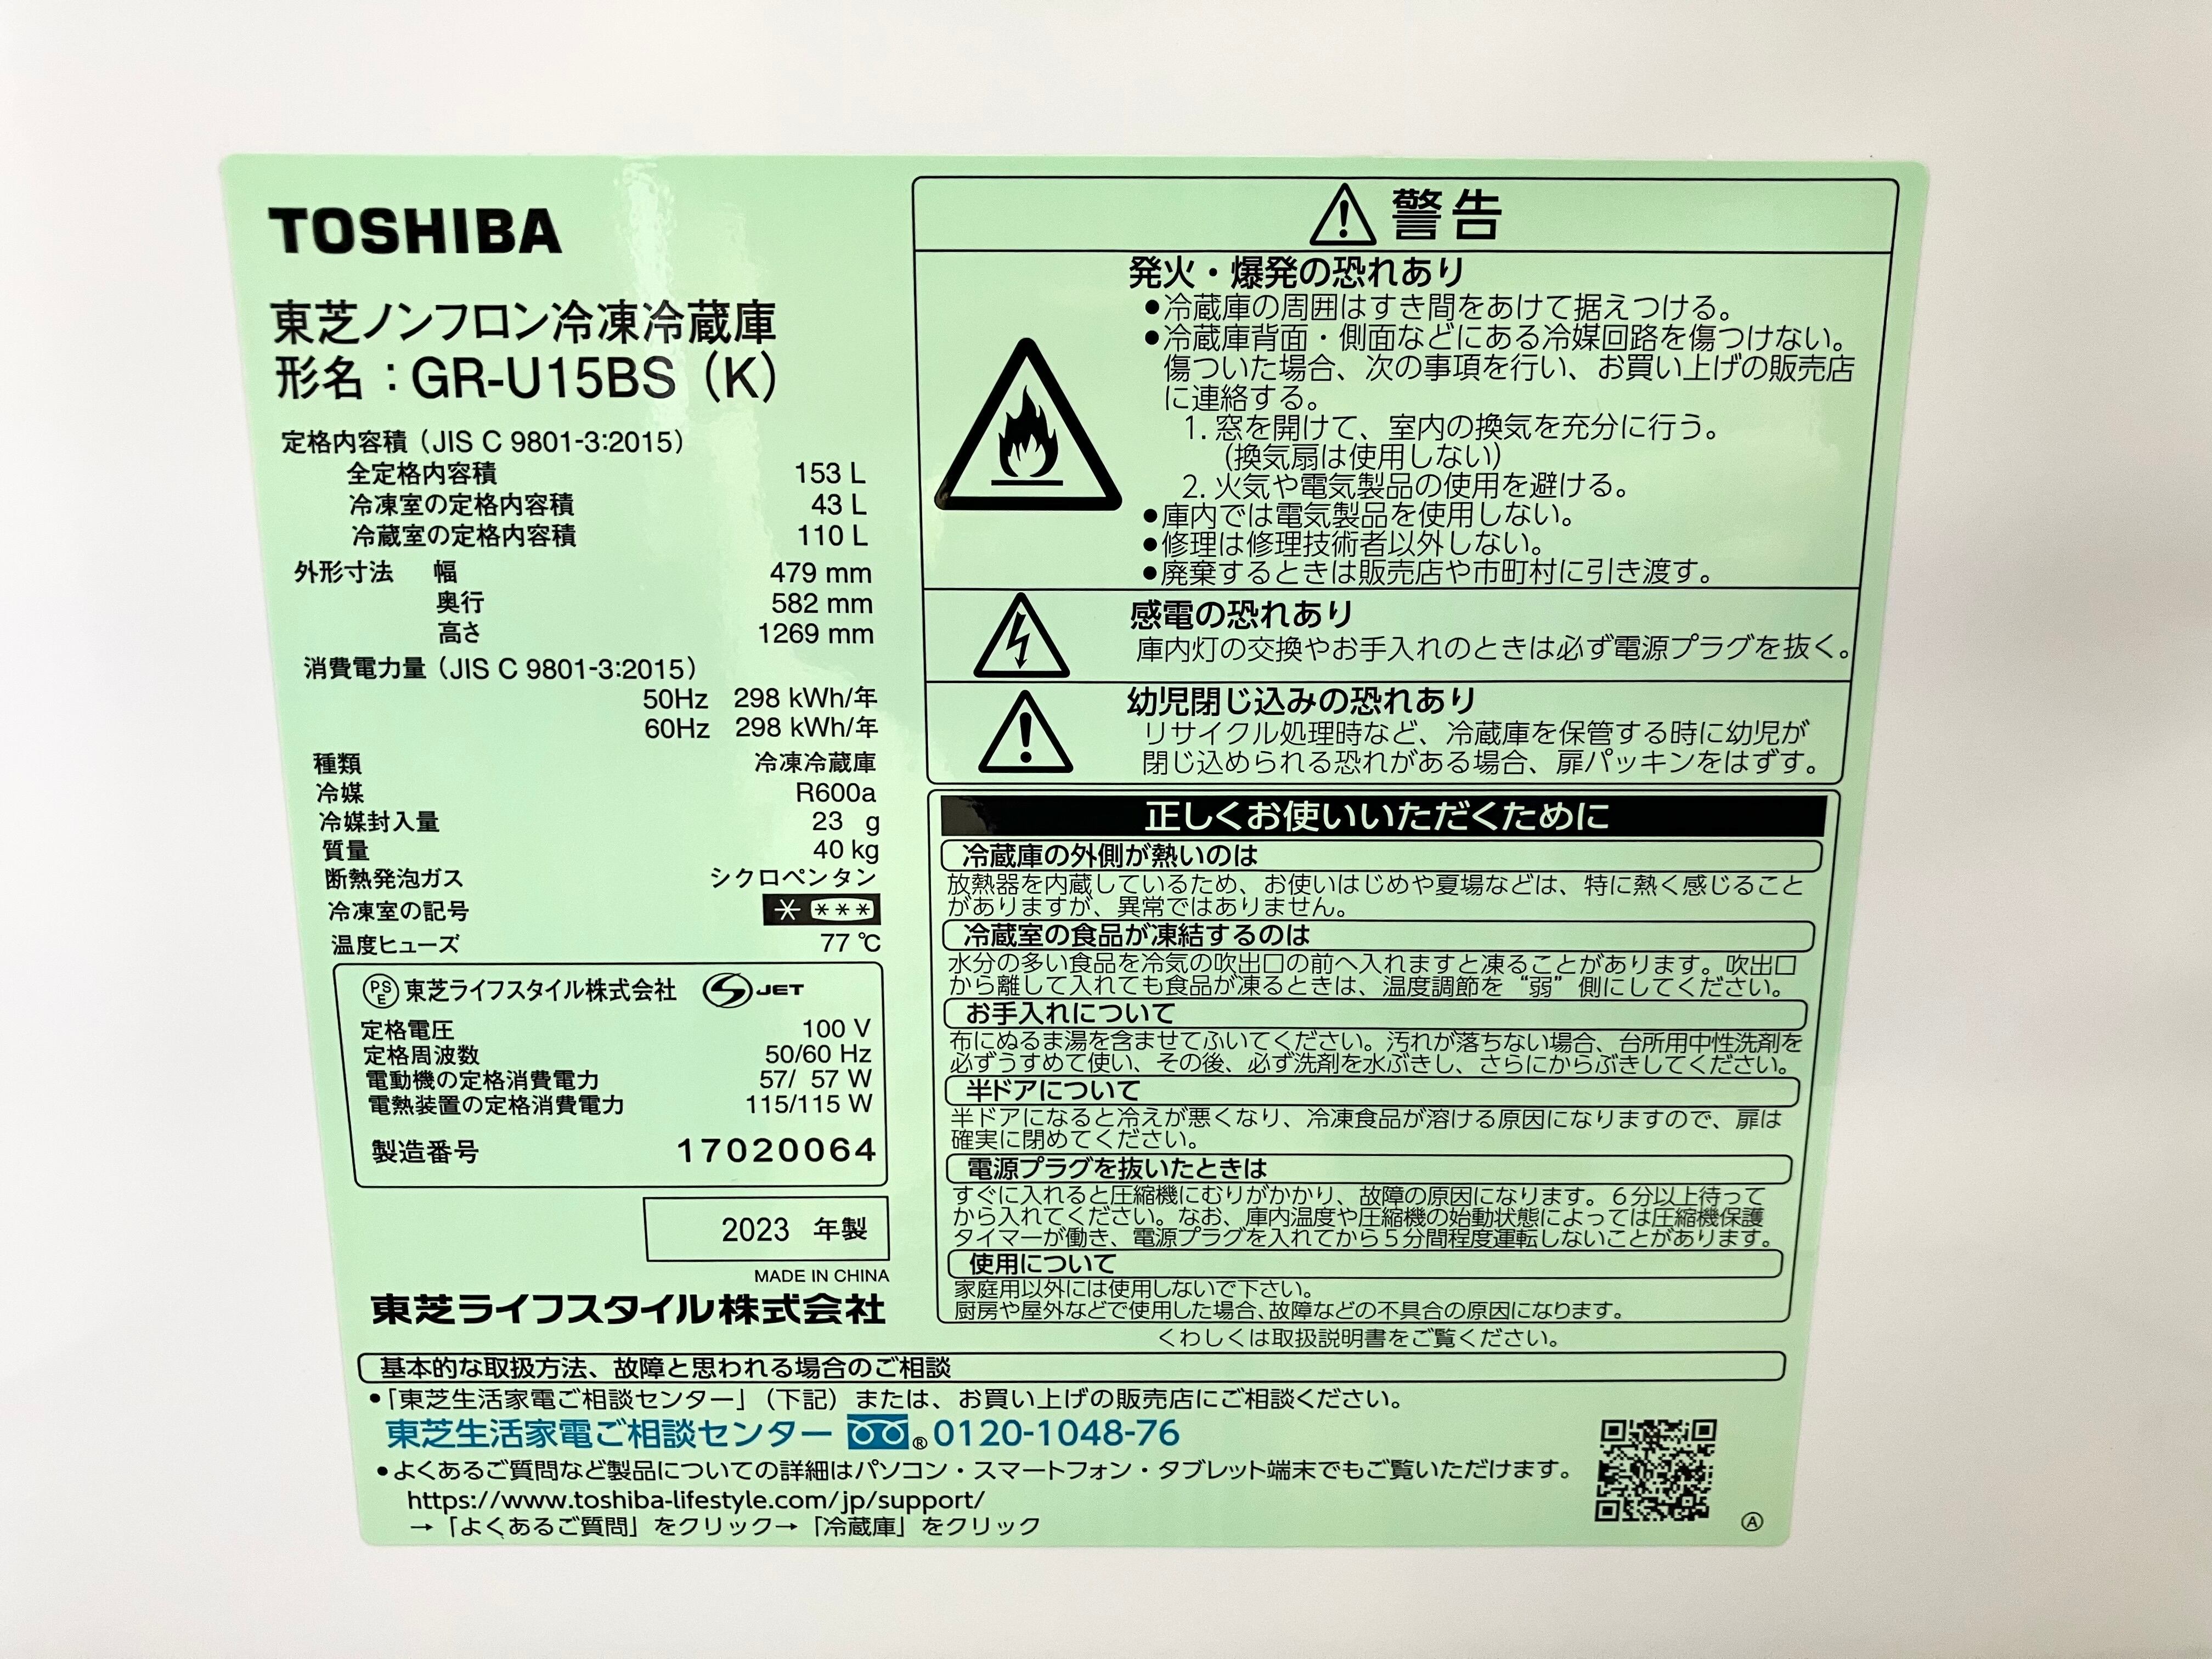 TOSHIBA
東芝ノンフロン冷凍冷蔵庫
形名：GR-U15BS（K）
定格内容積（JIS C 9801-3:2015）
全定格内容積 153 L
冷凍室の定格内容積 43 L
冷蔵室の定格内容積 110 L
外形寸法 幅 479 mm
奥行 582 mm
高さ 1269 mm
消費電力量（JIS C 9801-3:2015）
50Hz 298 kWh/年
60Hz 298 kWh/年
種類 冷凍冷蔵庫
冷媒 R600a
冷媒封入量 23 g
質量 40 kg
断熱発泡ガス シクロペンタン
冷凍室の記号 * ***
温度ヒューズ 77 ℃
PSE 東芝ライフスタイル株式会社 S JET
定格電圧 100 V
定格周波数 50/60 Hz
電動機の定格消費電力 57/ 57 W
電熱装置の定格消費電力 115/115 W
製造番号 17020064
2023 年製
MADE IN CHINA
東芝ライフスタイル株式会社
警告
発火・爆発の恐れあり
●冷蔵庫の周囲はすき間をあけて据えつける。
●冷蔵庫背面・側面などにある冷媒回路を傷つけない。
傷ついた場合、次の事項を行い、お買い上げの販売店
に連絡する。
1. 窓を開けて、室内の換気を充分に行う。
（換気扇は使用しない）
2. 火気や電気製品の使用を避ける。
●庫内では電気製品を使用しない。
●修理は修理技術者以外しない。
●廃棄するときは販売店や市町村に引き渡す。
感電の恐れあり
庫内灯の交換やお手入れのときは必ず電源プラグを抜く。
幼児閉じ込みの恐れあり
リサイクル処理時など、冷蔵庫を保管する時に幼児が
閉じ込められる恐れがある場合、扉パッキンをはずす。
正しくお使いいただくために
冷蔵庫の外側が熱いのは
放熱器を内蔵しているため、お使いはじめや夏場などは、特に熱く感じること
がありますが、異常ではありません。
冷蔵室の食品が凍結するのは
水分の多い食品を冷気の吹出口の前へ入れますと凍ることがあります。吹出口
から離して入れても食品が凍るときは、温度調節を“弱”側にしてください。
お手入れについて
布にぬるま湯を含ませてふいてください。汚れが落ちない場合、台所用中性洗剤を
必ずうすめて使い、その後、必ず洗剤を水ぶきし、さらにからぶきしてください。
半ドアについて
半ドアになると冷えが悪くなり、冷凍食品が溶ける原因になりますので、扉は
確実に閉めてください。
電源プラグを抜いたときは
すぐに入れると圧縮機にむりがかかり、故障の原因になります。6分以上待って
から入れてください。なお、庫内温度や圧縮機の始動状態によっては圧縮機保護
タイマーが働き、電源プラグを入れてから5分間程度運転しないことがあります。
使用について
家庭用以外には使用しないで下さい。
厨房や屋外などで使用した場合、故障などの不具合の原因になります。
くわしくは取扱説明書をご覧ください。
基本的な取扱方法、故障と思われる場合のご相談
●「東芝生活家電ご相談センター」（下記）または、お買い上げの販売店にご相談ください。
東芝生活家電ご相談センター ® 0120-1048-76
●よくあるご質問など製品についての詳細はパソコン・スマートフォン・タブレット端末でもご覧いただけます。
https://www.toshiba-lifestyle.com/jp/support/
→「よくあるご質問」をクリック→「冷蔵庫」をクリック
Ⓐ